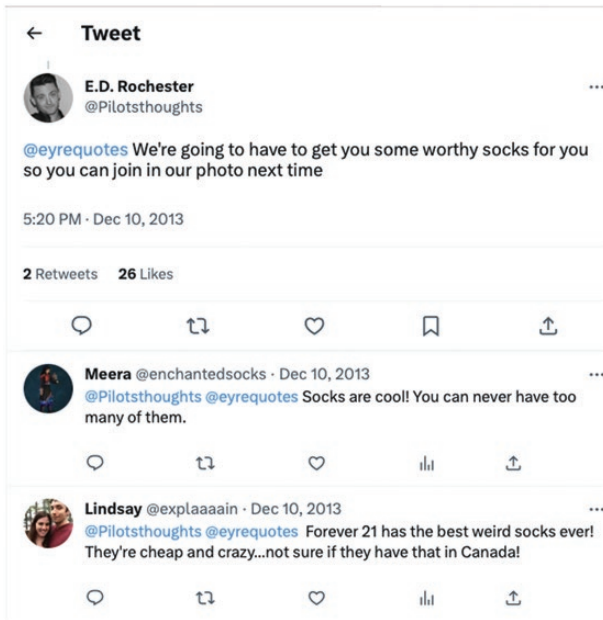 Tweet
E.D. Rochester
@Pilotsthoughts
@eyrequotes We're going to have to get you some worthy socks for you
so you can join in our photo next time
5:20 PM · Dec 10, 2013
2 Retweets 26 Likes
Meera @enchantedsocks · Dec 10, 2013
@Pilotsthoughts @eyrequotes Socks are cool! You can never have too
many of them.
Lindsay @explaaaain · Dec 10, 2013
@Pilotsthoughts @eyrequotes Forever 21 has the best weird socks ever!
They're cheap and crazy...not sure if they have that in Canada!